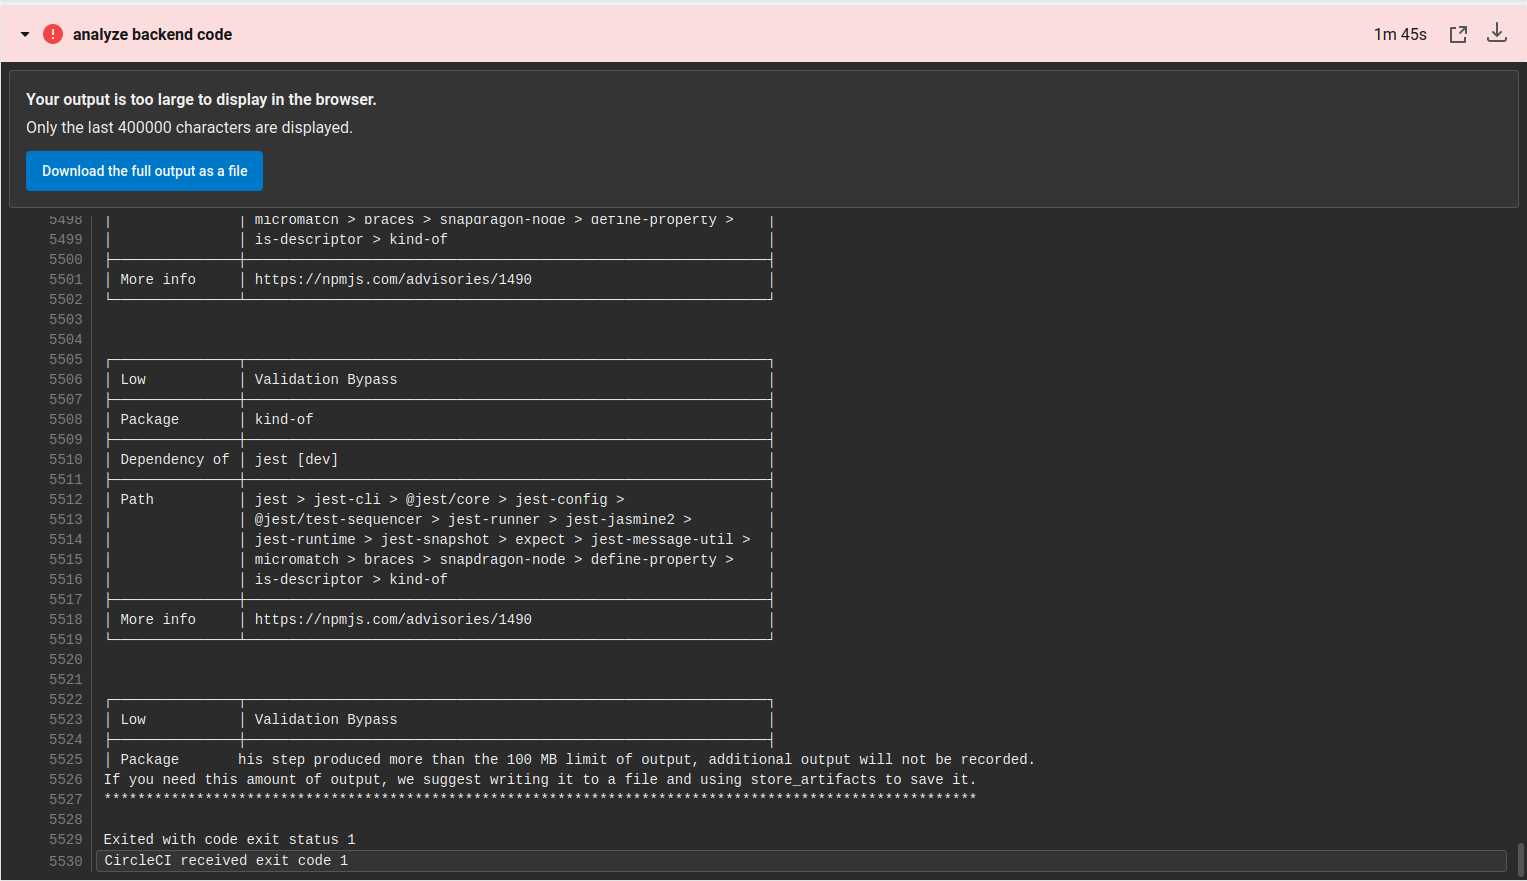 analyze backend code
1m 45s
Your output is too large to display in the browser.
Only the last 400000 characters are displayed.
Download the full output as a file
5498 | | micromatch > braces > snapdragon-node > define-property > |
5499 | | is-descriptor > kind-of |
5500
5501 | More info | https://npmjs.com/advisories/1490 |
5502
5503
5504
5505
5506 | Low | Validation Bypass |
5507
5508 | Package | kind-of |
5509
5510 | Dependency of | jest [dev] |
5511
5512 | Path | jest > jest-cli > @jest/core > jest-config > |
5513 | | @jest/test-sequencer > jest-runner > jest-jasmine2 > |
5514 | | jest-runtime > jest-snapshot > expect > jest-message-util > |
5515 | | micromatch > braces > snapdragon-node > define-property > |
5516 | | is-descriptor > kind-of |
5517
5518 | More info | https://npmjs.com/advisories/1490 |
5519
5520
5521
5522
5523 | Low | Validation Bypass |
5524
5525 | Package his step produced more than the 100 MB limit of output, additional output will not be recorded.
5526 If you need this amount of output, we suggest writing it to a file and using store_artifacts to save it.
5527 ********************************************************************************************************
5528
5529 Exited with code exit status 1
5530 CircleCI received exit code 1